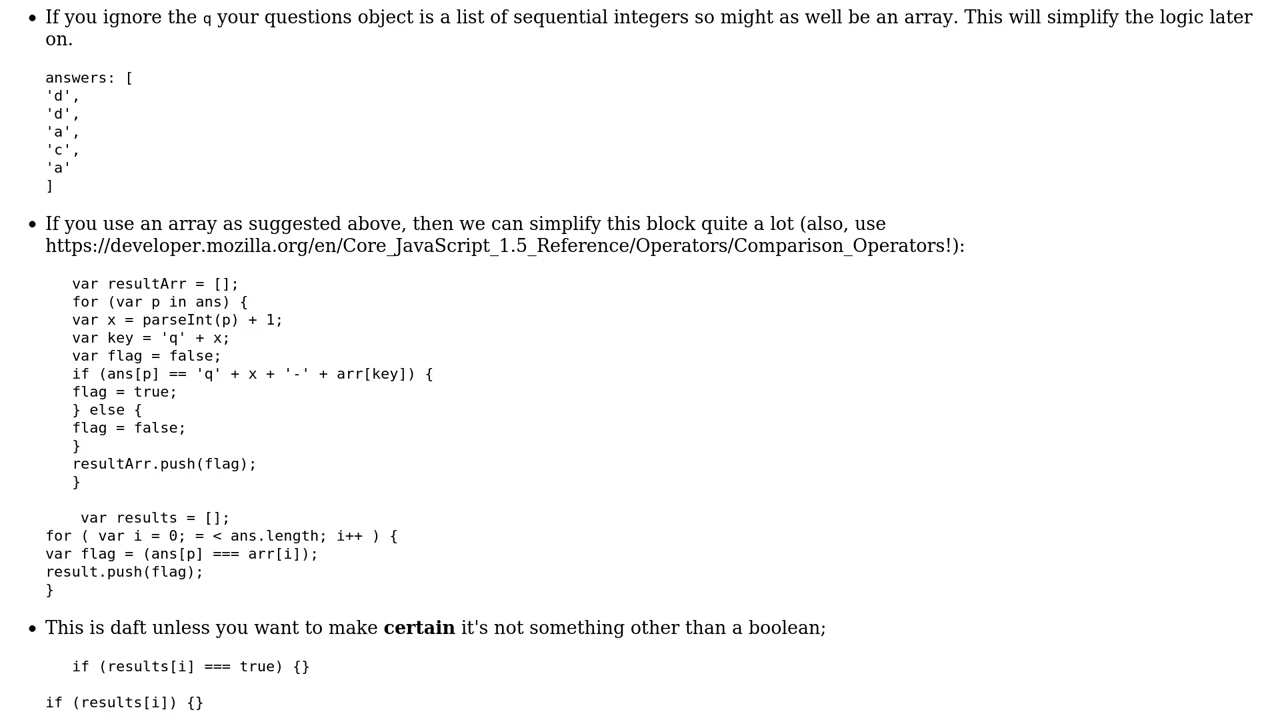 If you ignore the q your questions object is a list of sequential integers so might as well be an array. This will simplify the logic later
on.
answers: [
'd',
'd',
'a',
'c',
'a'
]
If you use an array as suggested above, then we can simplify this block quite a lot (also, use
https://developer.mozilla.org/en/Core_JavaScript_1.5_Reference/Operators/Comparison_Operators!):
var resultArr = [];
for (var p in ans) {
var x = parseInt(p) + 1;
var key = 'q' + x;
var flag = false;
if (ans[p] == 'q' + x + '-' + arr[key]) {
flag = true;
} else {
flag = false;
}
resultArr.push(flag);
}
var results = [];
for ( var i = 0; = < ans.length; i++ ) {
var flag = (ans[p] === arr[i]);
result.push(flag);
}
This is daft unless you want to make certain it's not something other than a boolean;
if (results[i] === true) {}
if (results[i]) {}